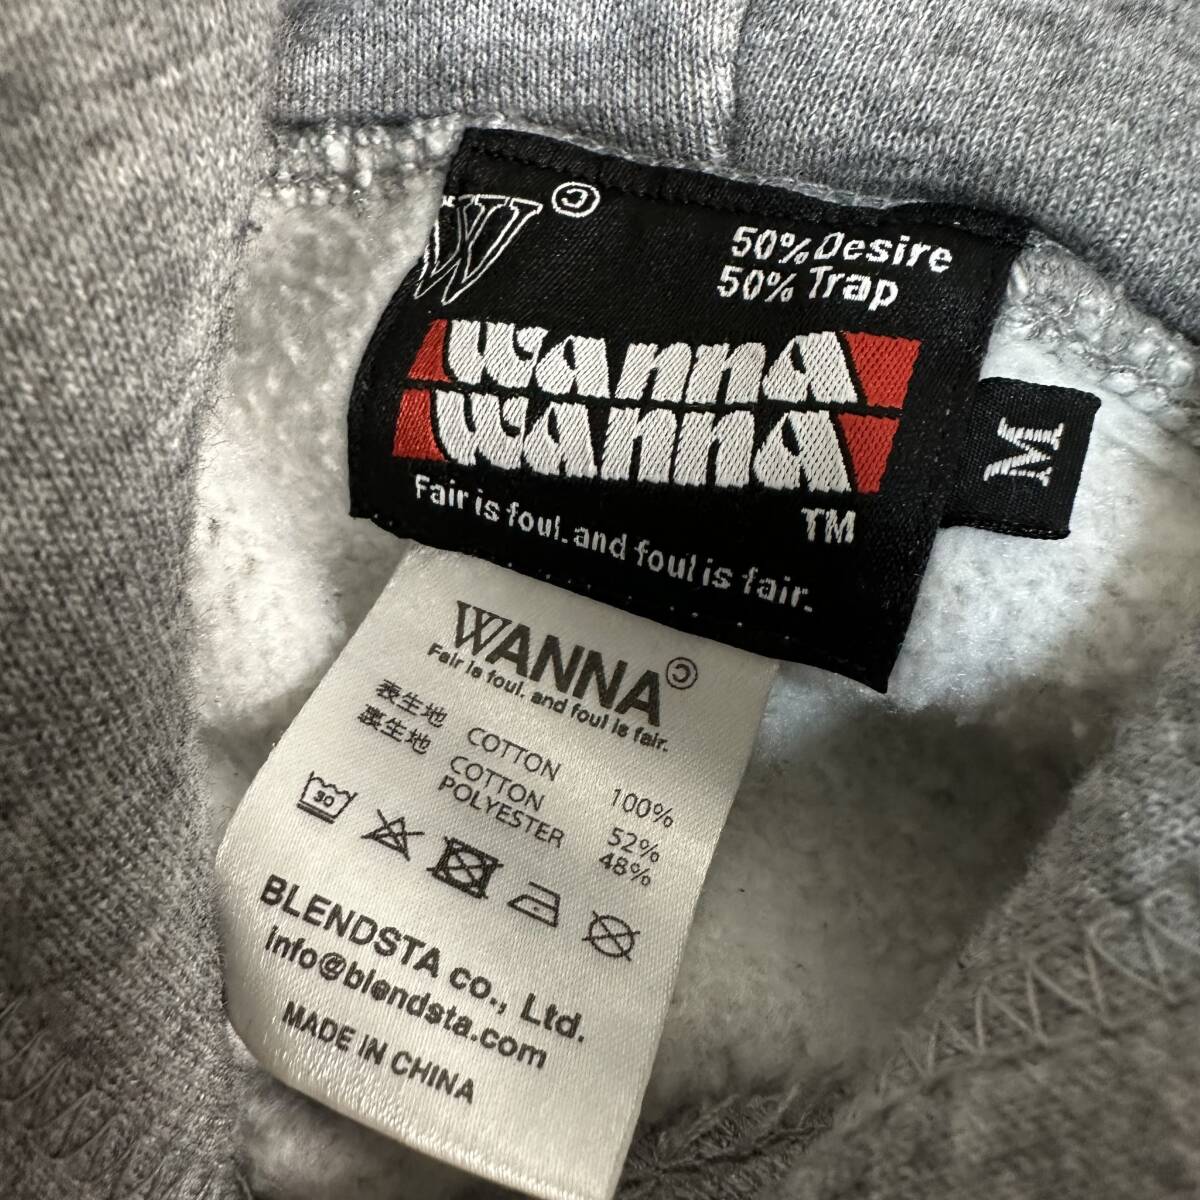 W©
50% Desire
50% Trap
wanna
wanna
TM
Fair is foul. and foul is fair.
M
WANNA©
Fair is foul. and foul is fair.
表生地 COTTON 100%
裏生地 COTTON 52%
POLYESTER 48%
30
BLENDSTA co., Ltd.
info@blendsta.com
MADE IN CHINA